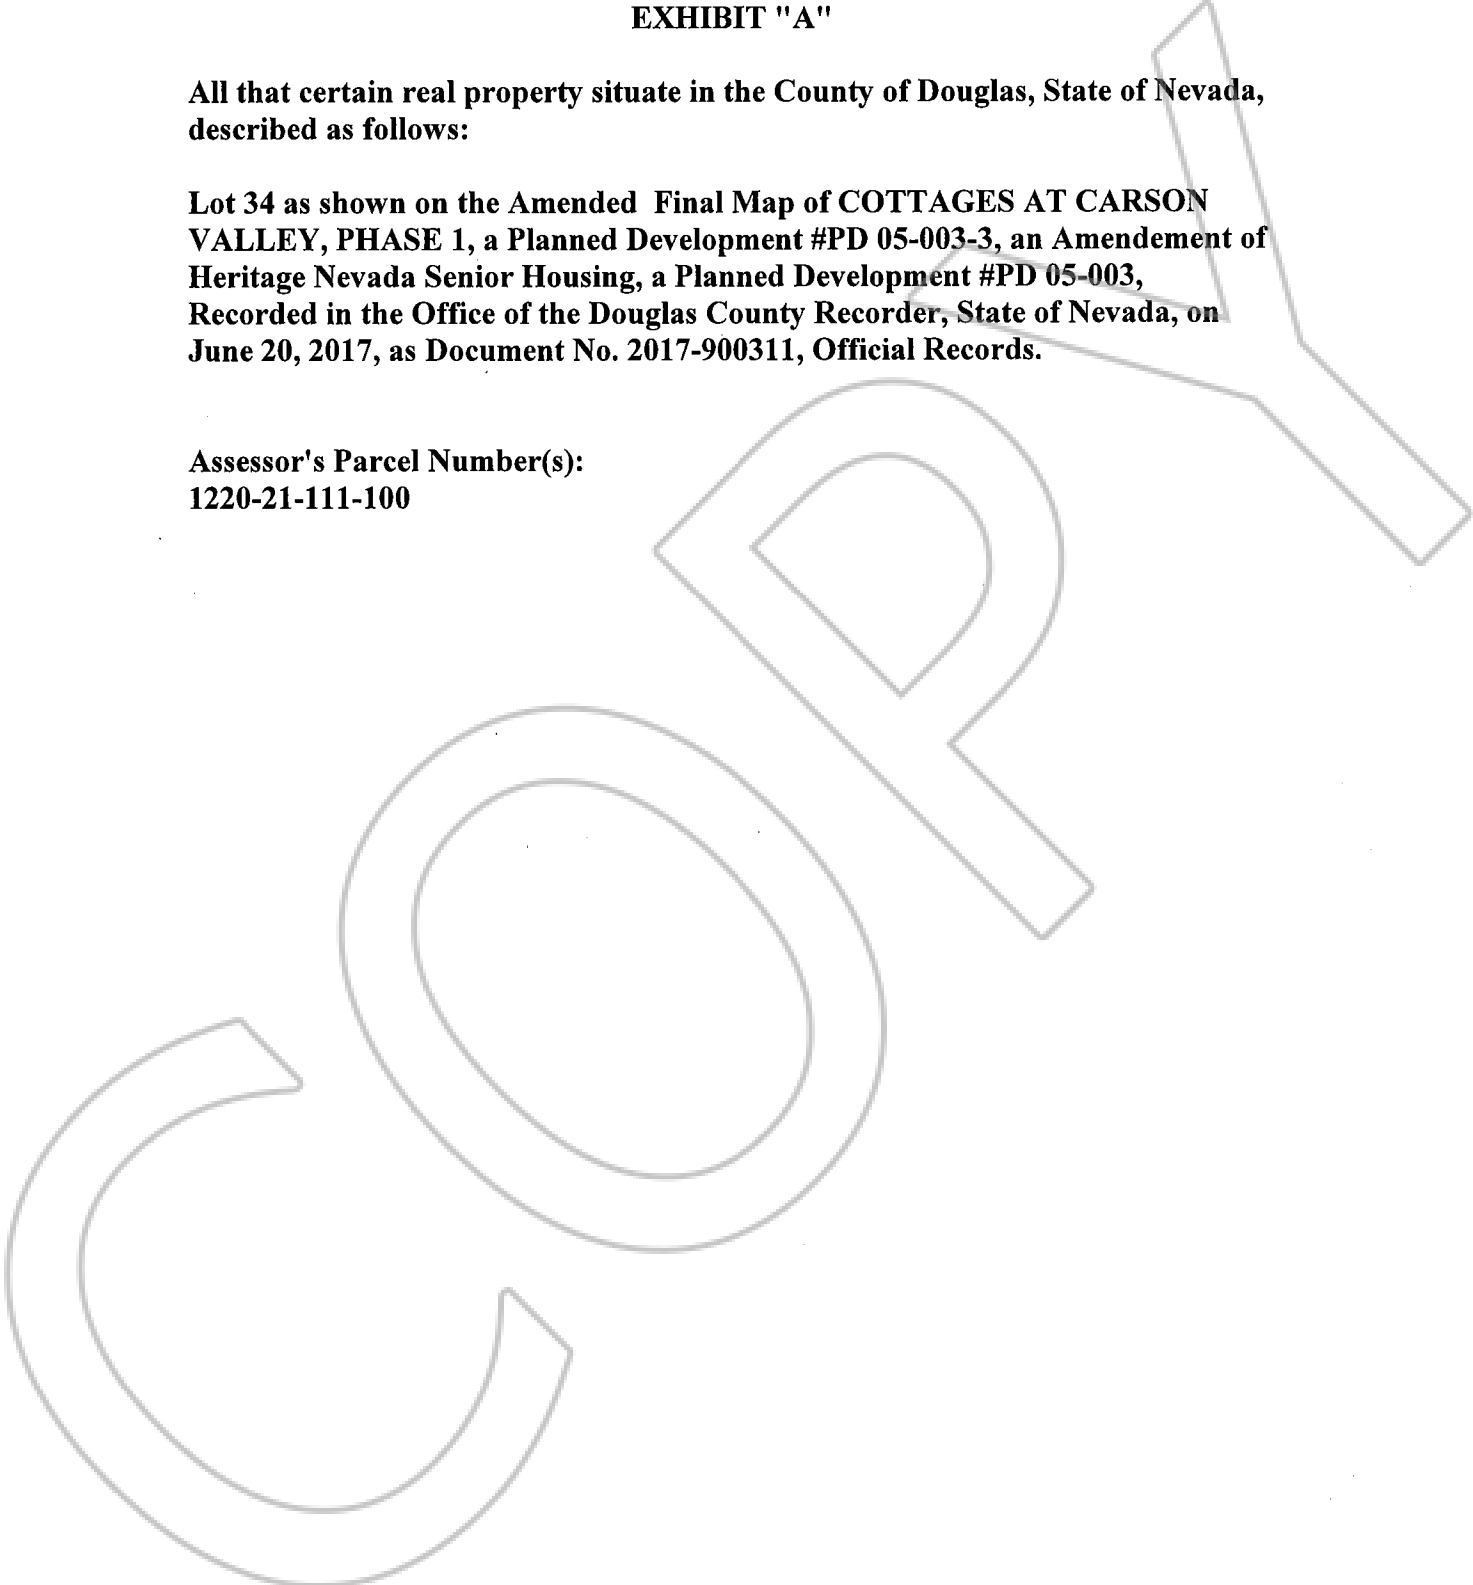 EXHIBIT "A"
All that certain real property situate in the County of Douglas, State of Nevada,
described as follows:
Lot 34 as shown on the Amended  Final Map of COTTAGES AT CARSON
VALLEY, PHASE 1, a Planned Development #PD 05-003-3, an Amendement of
Heritage Nevada Senior Housing, a Planned Development #PD 05-003,
Recorded in the Office of the Douglas County Recorder, State of Nevada, on
June 20, 2017, as Document No. 2017-900311, Official Records.
Assessor's Parcel Number(s):
1220-21-111-100
COPY